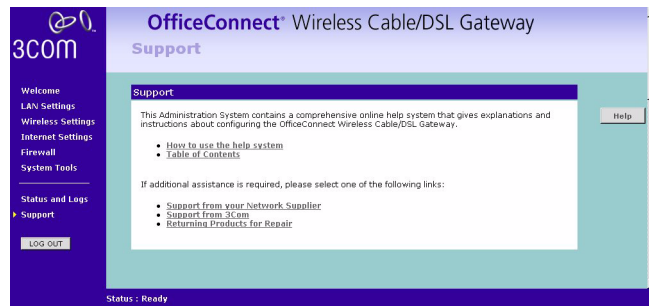 3COM
OfficeConnect® Wireless Cable/DSL Gateway
Support
Welcome
LAN Settings
Wireless Settings
Internet Settings
Firewall
System Tools
Status and Logs
Support
LOG OUT
Support
This Administration System contains a comprehensive online help system that gives explanations and
instructions about configuring the OfficeConnect Wireless Cable/DSL Gateway.
• How to use the help system
• Table of Contents
If additional assistance is required, please select one of the following links:
• Support from your Network Supplier
• Support from 3Com
• Returning Products for Repair
Help
Status : Ready